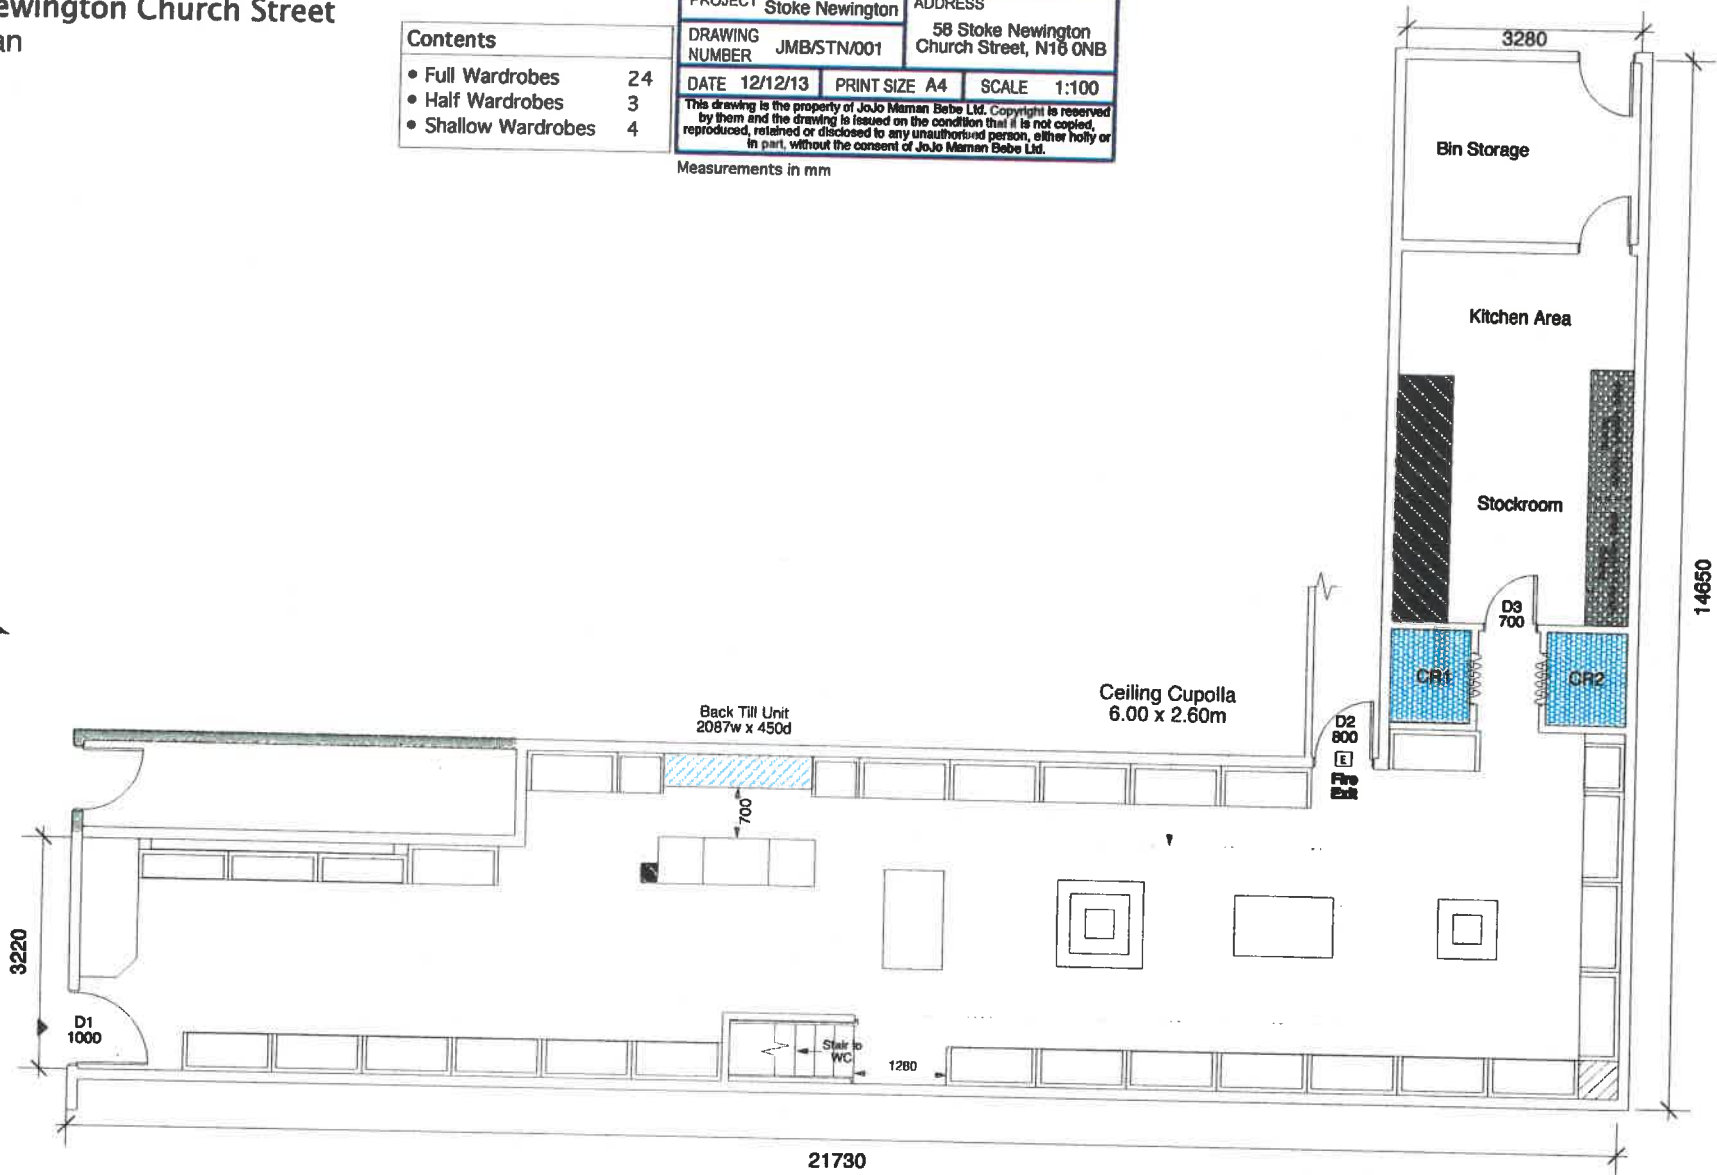 ewington Church Street
an
Contents
• Full Wardrobes 24
• Half Wardrobes 3
• Shallow Wardrobes 4
PROJECT Stoke Newington
ADDRESS
58 Stoke Newington
Church Street, N16 0NB
DRAWING
NUMBER JMB/STN/001
DATE 12/12/13 PRINT SIZE A4 SCALE 1:100
This drawing is the property of JoJo Maman Bebe Ltd. Copyright is reserved
by them and the drawing is issued on the condition that it is not copied,
reproduced, retained or disclosed to any unauthorised person, either holly or
in part, without the consent of JoJo Maman Bebe Ltd.
Measurements in mm
3280
Bin Storage
Kitchen Area
Stockroom
14650
D3
700
CR1
CR2
Ceiling Cupolla
6.00 x 2.60m
D2
800
E
Fire
Exit
Back Till Unit
2087w x 450d
700
3220
D1
1000
Stair to
WC
1280
21730